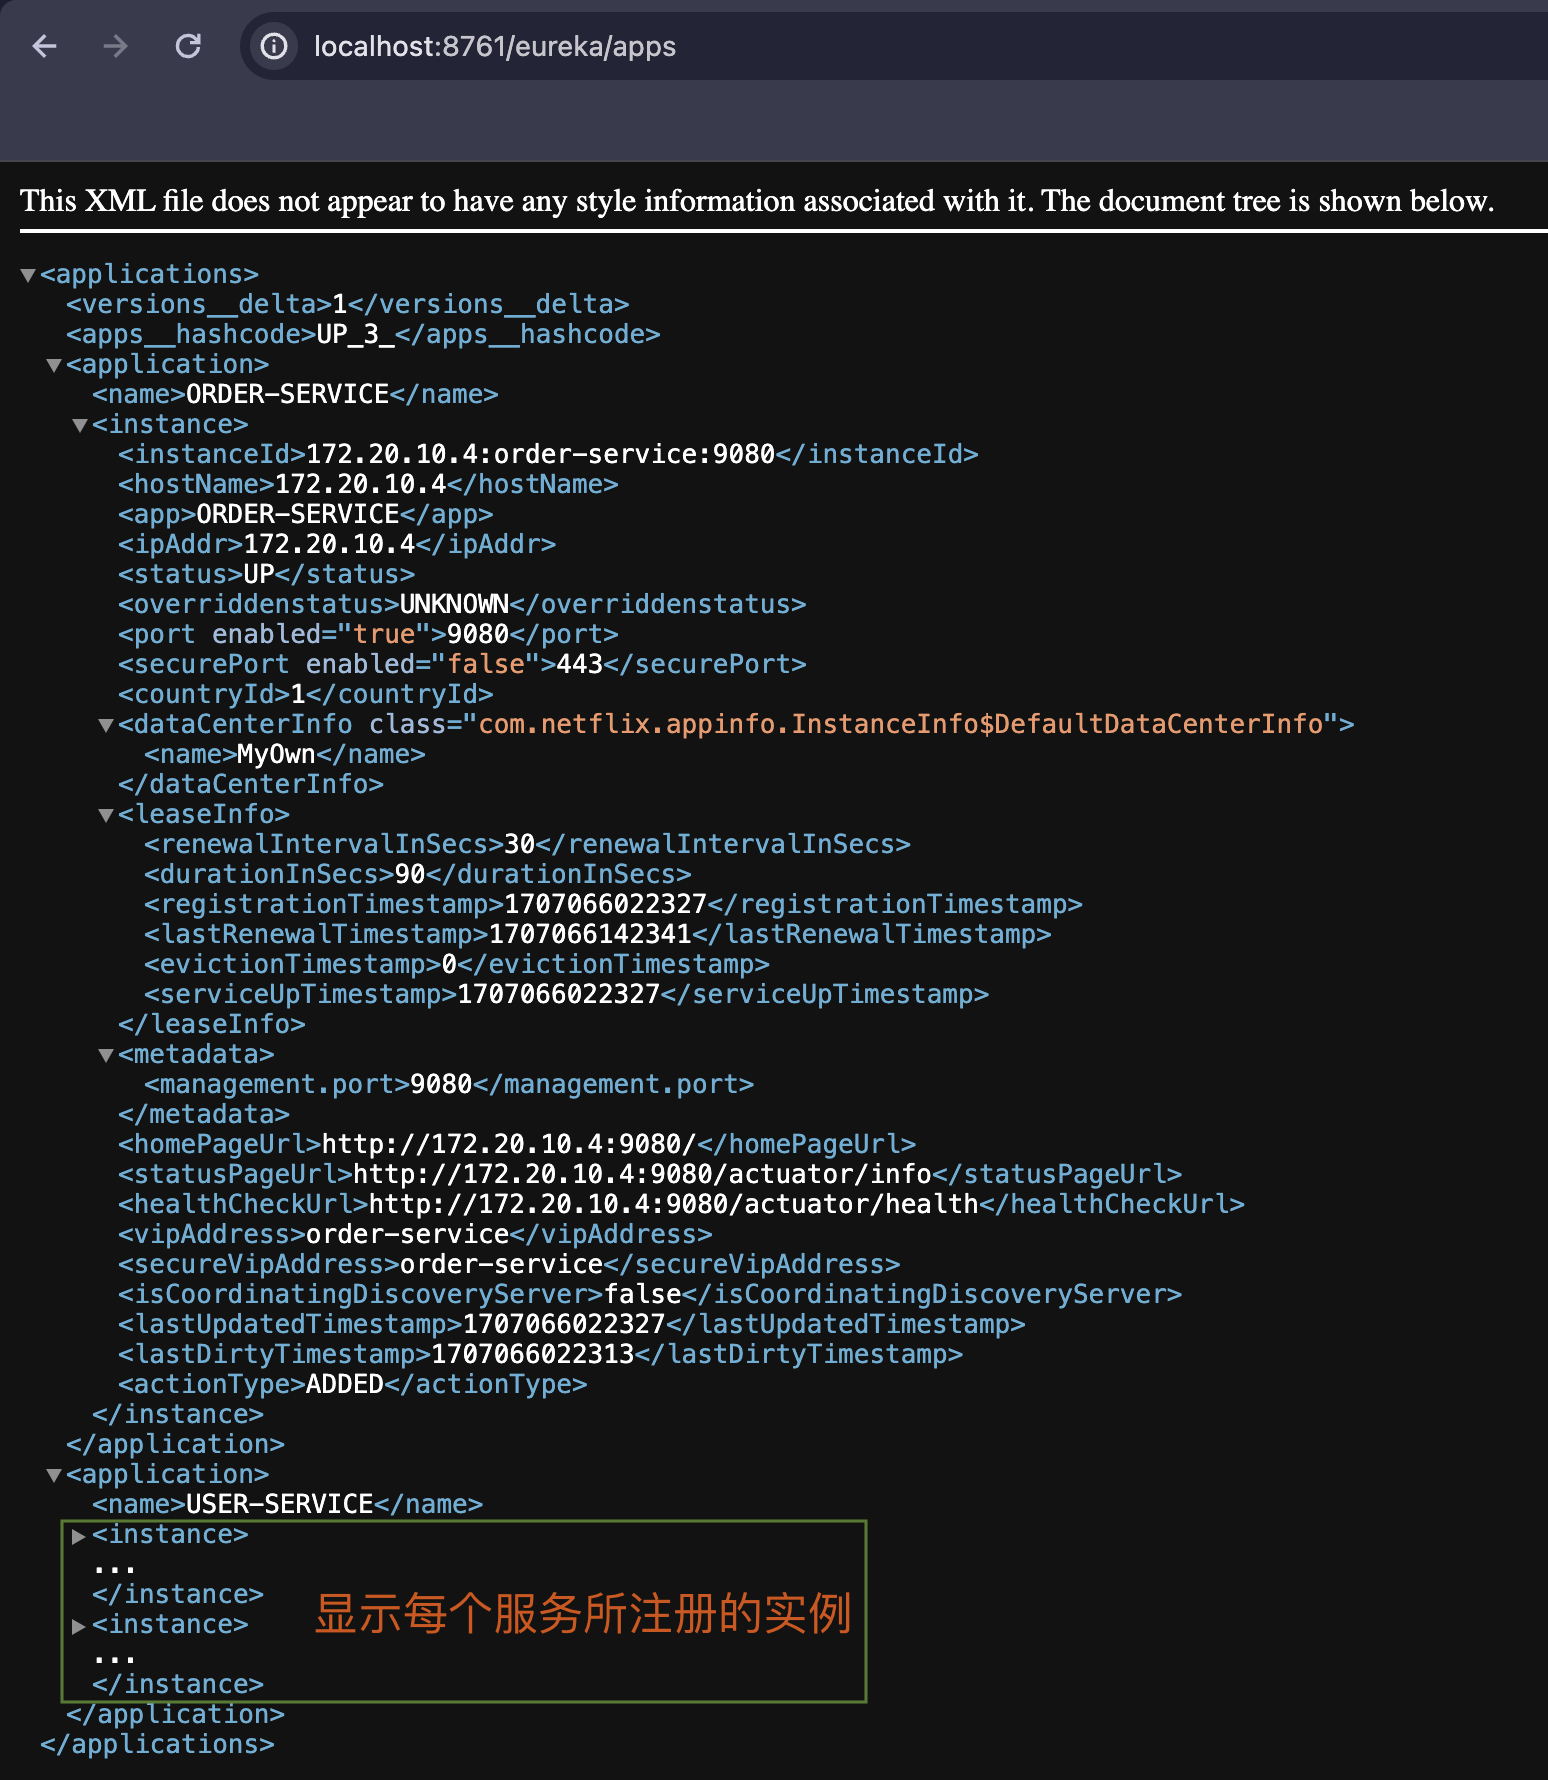 localhost:8761/eureka/apps
This XML file does not appear to have any style information associated with it. The document tree is shown below.
<applications>
<versions__delta>1</versions__delta>
<apps__hashcode>UP_3_</apps__hashcode>
<application>
<name>ORDER-SERVICE</name>
<instance>
<instanceId>172.20.10.4:order-service:9080</instanceId>
<hostName>172.20.10.4</hostName>
<app>ORDER-SERVICE</app>
<ipAddr>172.20.10.4</ipAddr>
<status>UP</status>
<overriddenstatus>UNKNOWN</overriddenstatus>
<port enabled="true">9080</port>
<securePort enabled="false">443</securePort>
<countryId>1</countryId>
<dataCenterInfo class="com.netflix.appinfo.InstanceInfo$DefaultDataCenterInfo">
<name>MyOwn</name>
</dataCenterInfo>
<leaseInfo>
<renewalIntervalInSecs>30</renewalIntervalInSecs>
<durationInSecs>90</durationInSecs>
<registrationTimestamp>1707066022327</registrationTimestamp>
<lastRenewalTimestamp>1707066142341</lastRenewalTimestamp>
<evictionTimestamp>0</evictionTimestamp>
<serviceUpTimestamp>1707066022327</serviceUpTimestamp>
</leaseInfo>
<metadata>
<management.port>9080</management.port>
</metadata>
<homePageUrl>http://172.20.10.4:9080/</homePageUrl>
<statusPageUrl>http://172.20.10.4:9080/actuator/info</statusPageUrl>
<healthCheckUrl>http://172.20.10.4:9080/actuator/health</healthCheckUrl>
<vipAddress>order-service</vipAddress>
<secureVipAddress>order-service</secureVipAddress>
<isCoordinatingDiscoveryServer>false</isCoordinatingDiscoveryServer>
<lastUpdatedTimestamp>1707066022327</lastUpdatedTimestamp>
<lastDirtyTimestamp>1707066022313</lastDirtyTimestamp>
<actionType>ADDED</actionType>
</instance>
</application>
<application>
<name>USER-SERVICE</name>
<instance>
...
</instance>
显示每个服务所注册的实例
<instance>
...
</instance>
</application>
</applications>